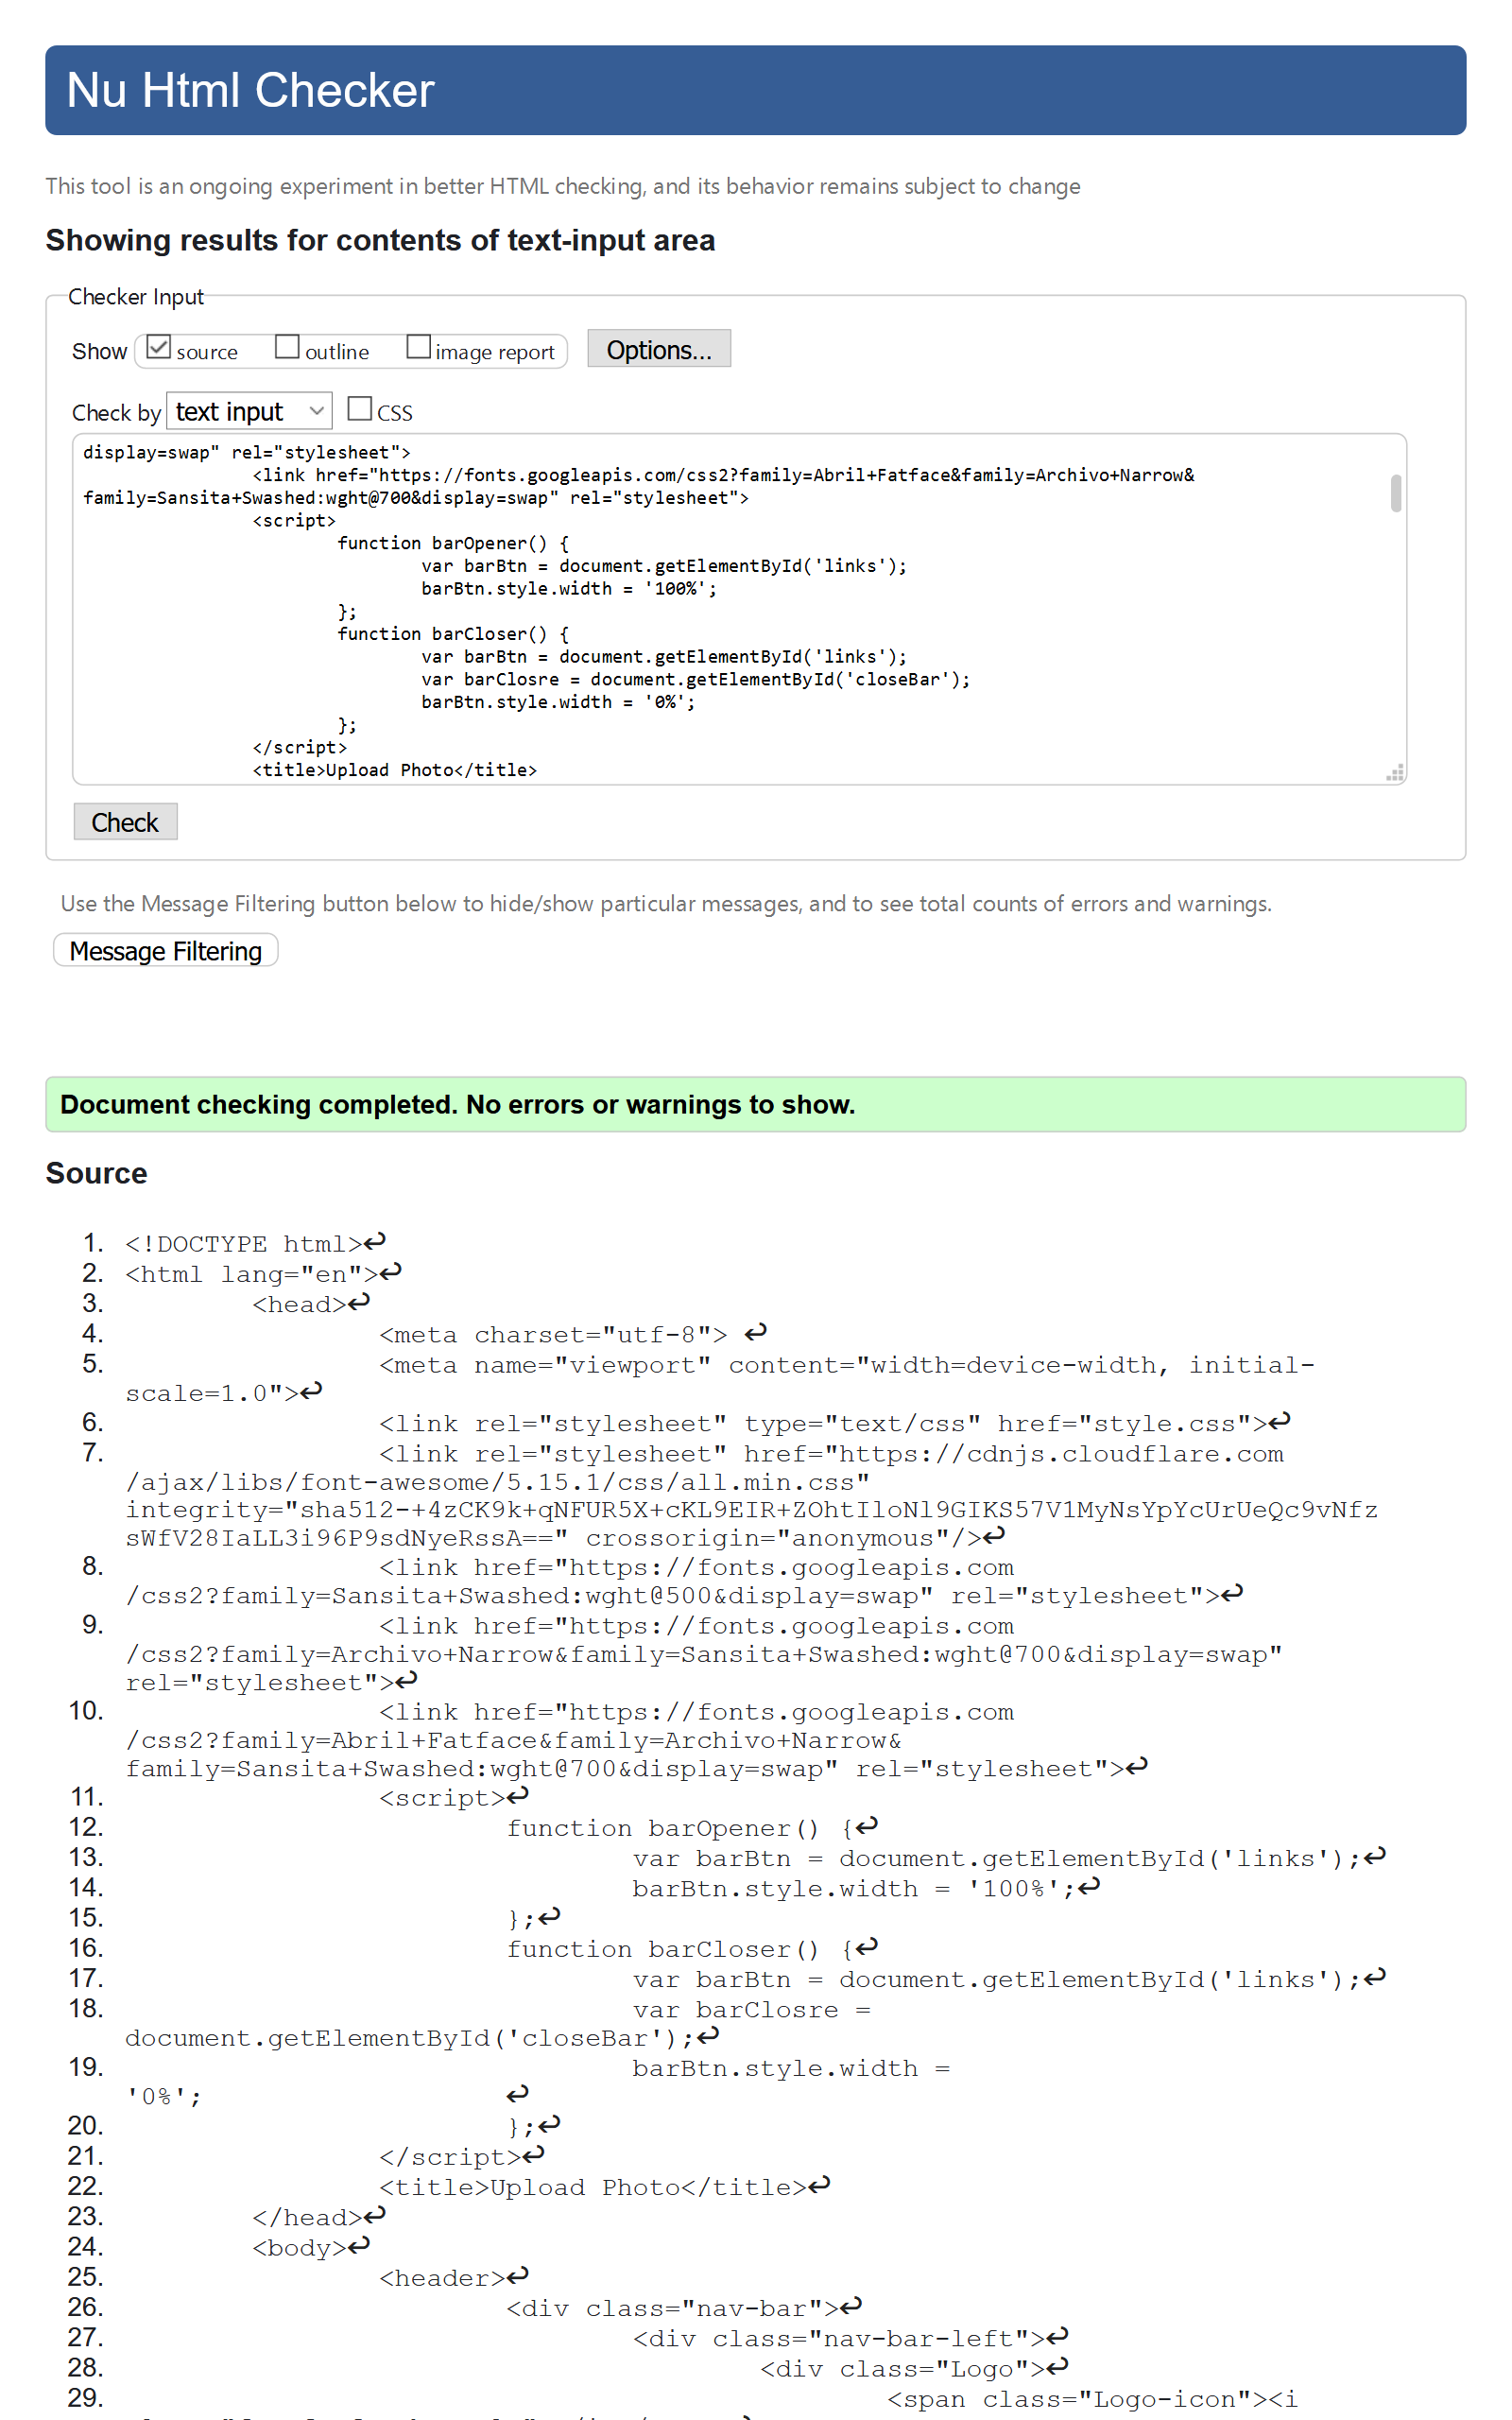 Nu Html Checker
This tool is an ongoing experiment in better HTML checking, and its behavior remains subject to change
Showing results for contents of text-input area
Checker Input
Show source outline image report Options...
Check by text input CSS
display=swap" rel="stylesheet">
<link href="https://fonts.googleapis.com/css2?family=Abril+Fatface&family=Archivo+Narrow&
family=Sansita+Swashed:wght@700&display=swap" rel="stylesheet">
<script>
function barOpener() {
var barBtn = document.getElementById('links');
barBtn.style.width = '100%';
};
function barCloser() {
var barBtn = document.getElementById('links');
var barClosre = document.getElementById('closeBar');
barBtn.style.width = '0%';
};
</script>
<title>Upload Photo</title>
Check
Use the Message Filtering button below to hide/show particular messages, and to see total counts of errors and warnings.
Message Filtering
Document checking completed. No errors or warnings to show.
Source
1. <!DOCTYPE html>↩
2. <html lang="en">↩
3. <head>↩
4. <meta charset="utf-8"> ↩
5. <meta name="viewport" content="width=device-width, initial-
scale=1.0">↩
6. <link rel="stylesheet" type="text/css" href="style.css">↩
7. <link rel="stylesheet" href="https://cdnjs.cloudflare.com
/ajax/libs/font-awesome/5.15.1/css/all.min.css"
integrity="sha512-+4zCK9k+qNFUR5X+cKL9EIR+ZOhtIloNl9GIKS57V1MyNsYpYcUrUeQc9vNfz
sWfV28IaLL3i96P9sdNyeRssA==" crossorigin="anonymous"/>↩
8. <link href="https://fonts.googleapis.com
/css2?family=Sansita+Swashed:wght@500&display=swap" rel="stylesheet">↩
9. <link href="https://fonts.googleapis.com
/css2?family=Archivo+Narrow&family=Sansita+Swashed:wght@700&display=swap"
rel="stylesheet">↩
10. <link href="https://fonts.googleapis.com
/css2?family=Abril+Fatface&family=Archivo+Narrow&
family=Sansita+Swashed:wght@700&display=swap" rel="stylesheet">↩
11. <script>↩
12. function barOpener() {↩
13. var barBtn = document.getElementById('links');↩
14. barBtn.style.width = '100%';↩
15. };↩
16. function barCloser() {↩
17. var barBtn = document.getElementById('links');↩
18. var barClosre =
document.getElementById('closeBar');↩
19. barBtn.style.width =
'0%'; ↩
20. };↩
21. </script>↩
22. <title>Upload Photo</title>↩
23. </head>↩
24. <body>↩
25. <header>↩
26. <div class="nav-bar">↩
27. <div class="nav-bar-left">↩
28. <div class="Logo">↩
29. <span class="Logo-icon"><i